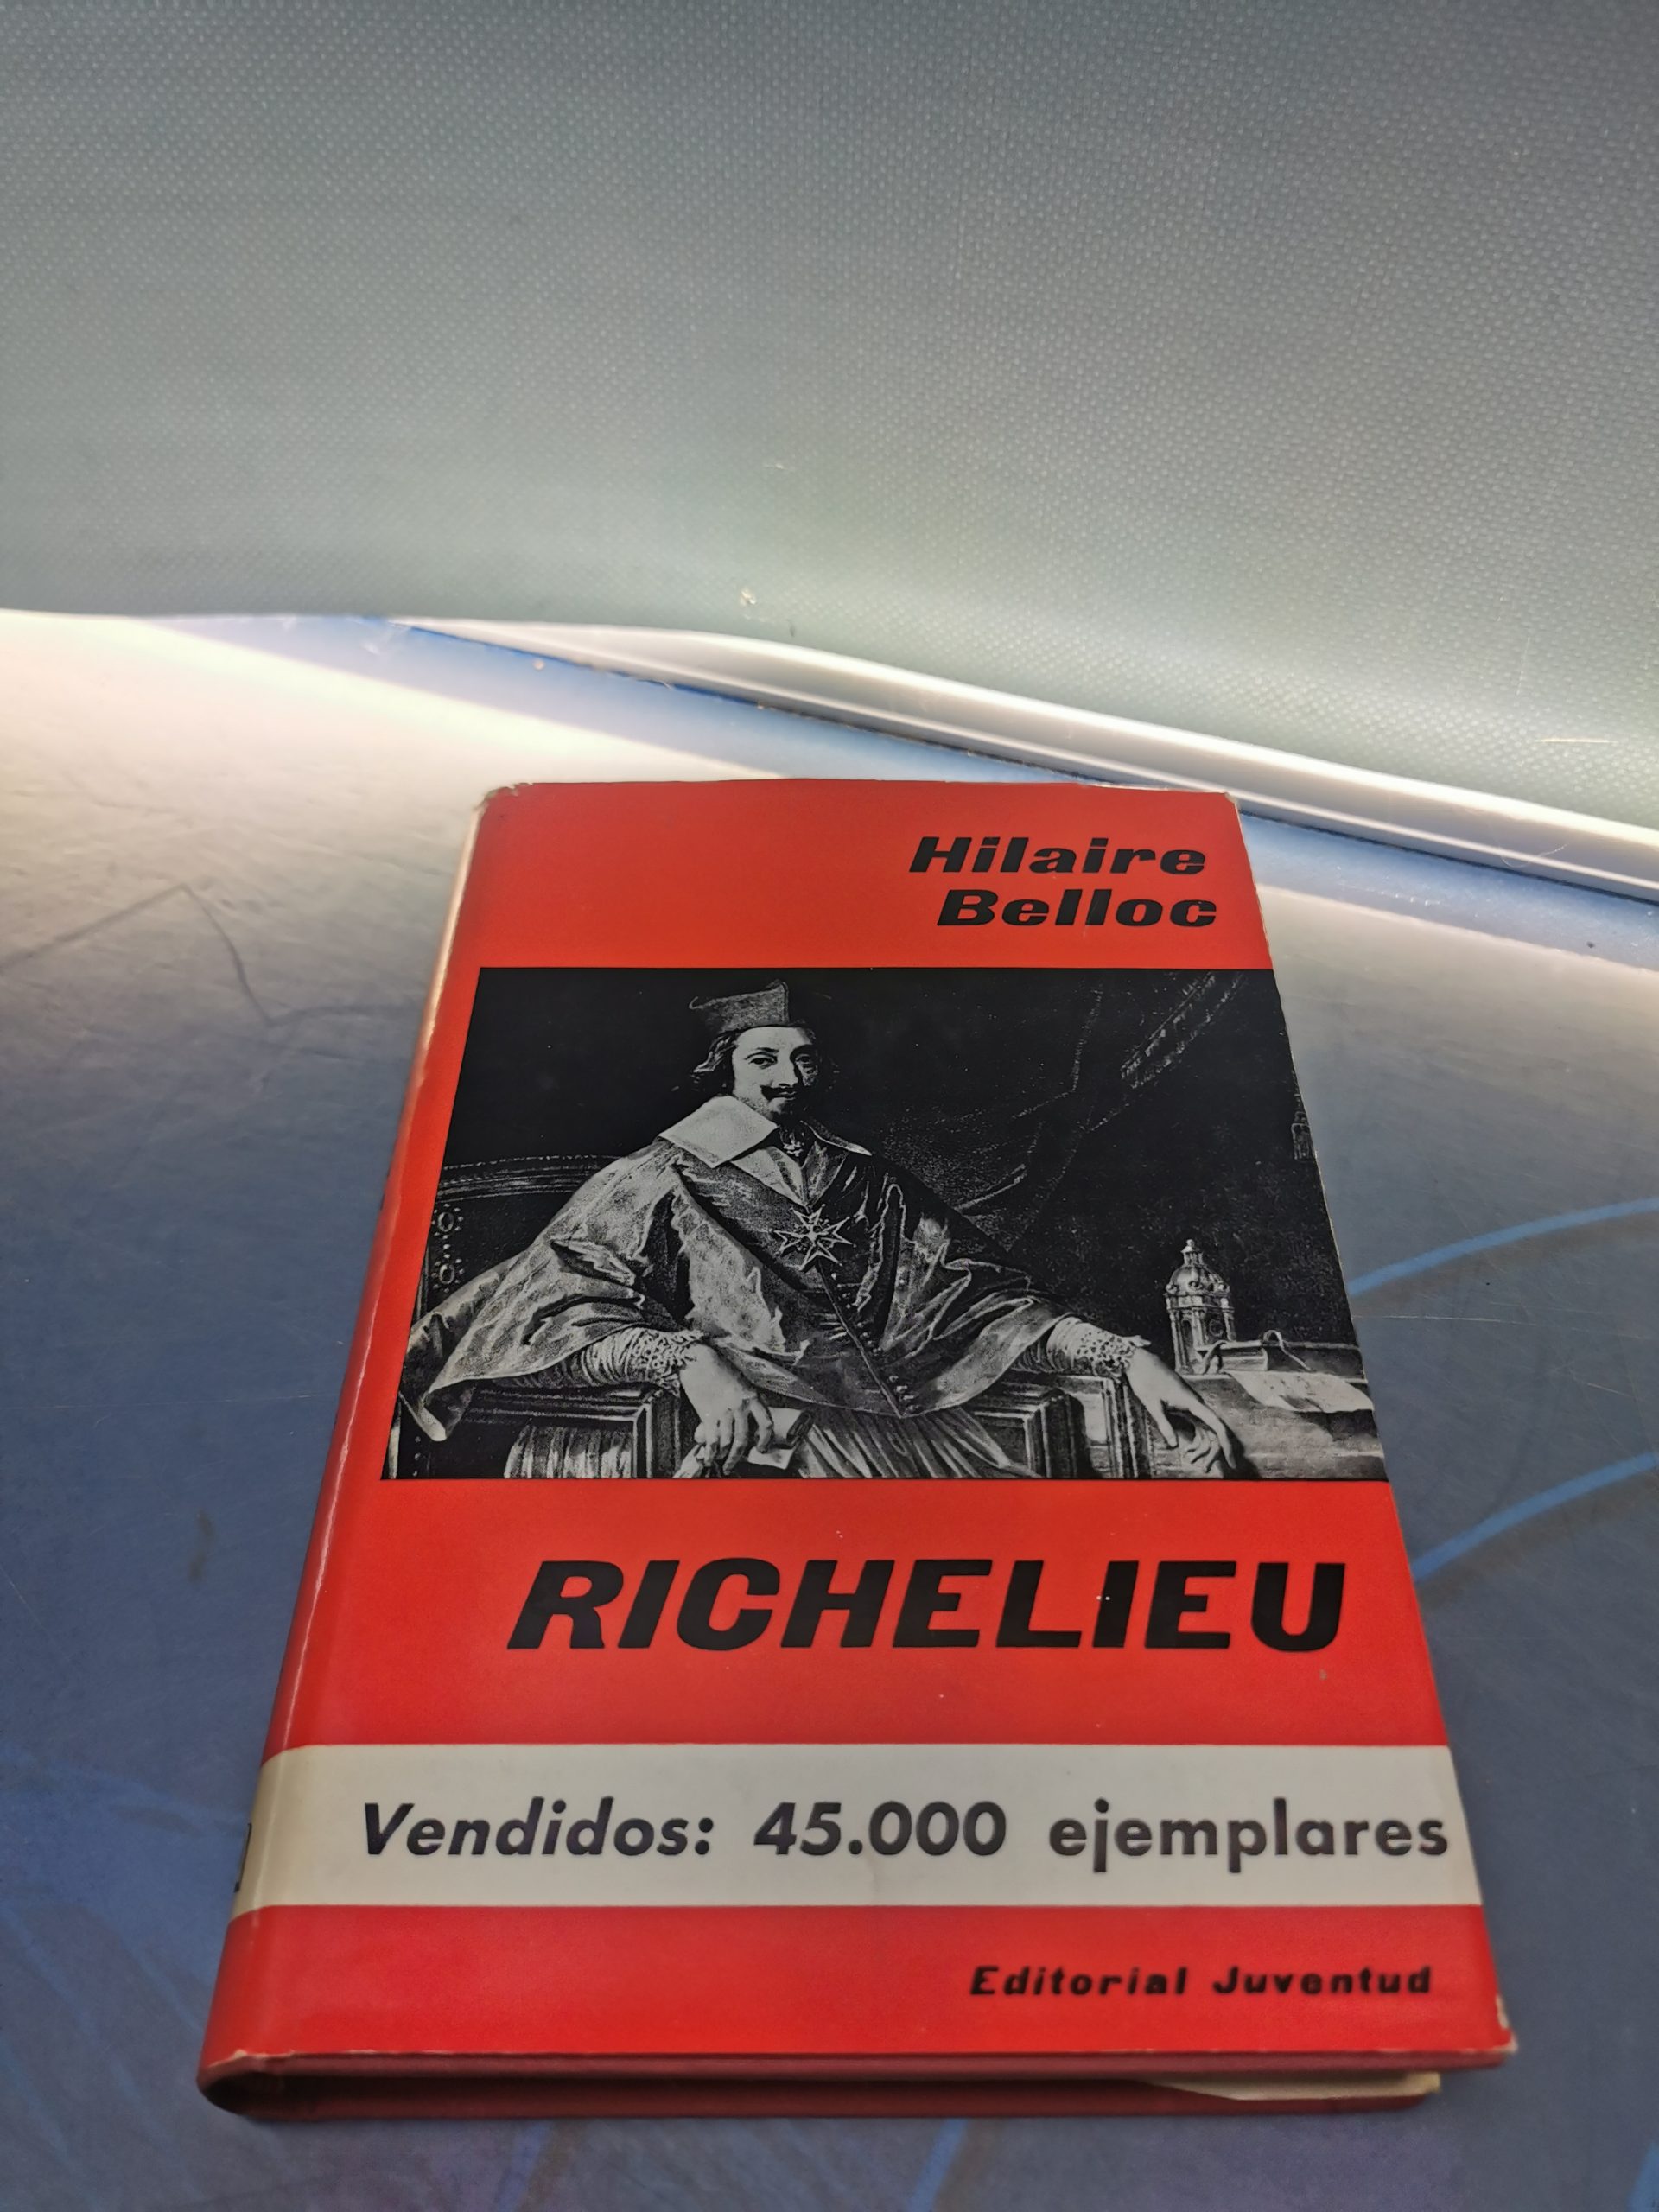 Hilaire
Belloc
RICHELIEU
Vendidos: 45.000 ejemplares
Editorial Juventud